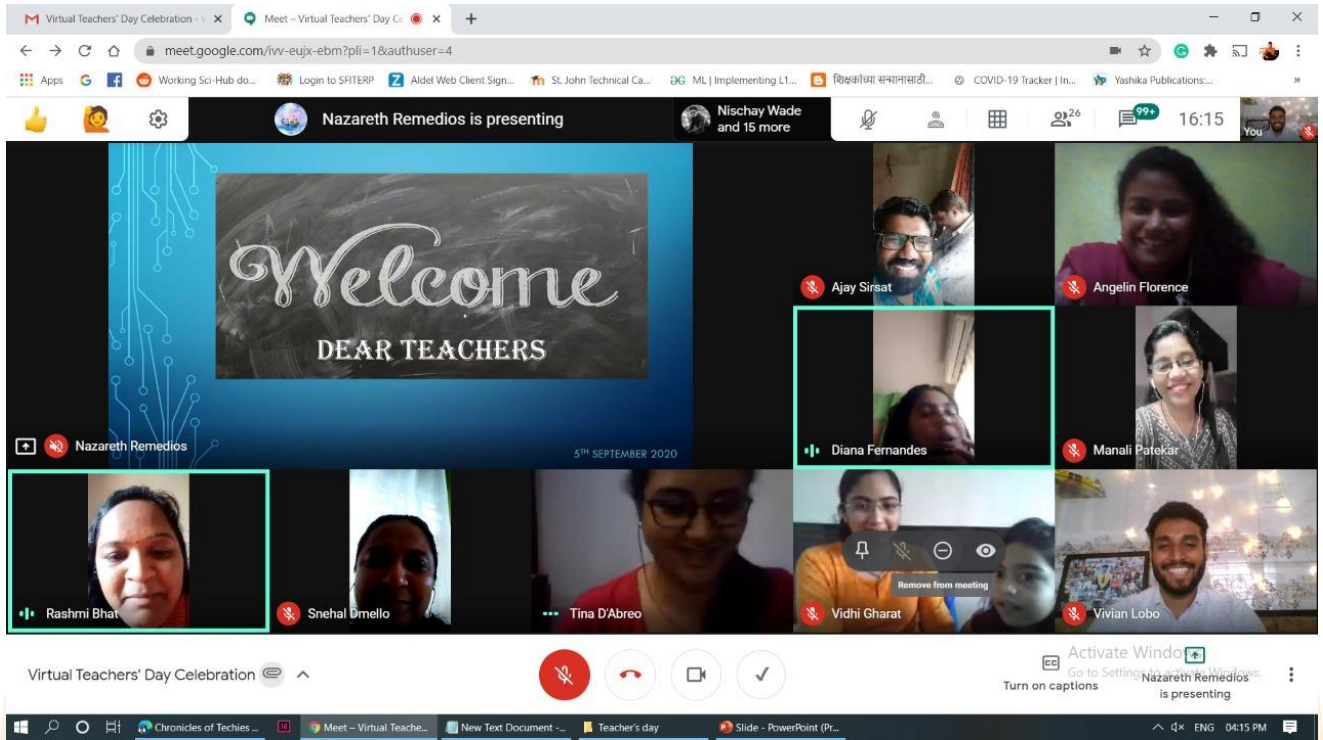 Virtual Teachers' Day Celebration -
Meet – Virtual Teachers' Day Ce
meet.google.com/ivv-eujx-ebm?pli=1&authuser=4
Apps
Working Sci-Hub do...
Login to SFITERP
Aldel Web Client Sign...
St. John Technical Ca...
ML | Implementing L1...
शिक्षकांच्या सन्मानासाठी...
COVID-19 Tracker | In...
Yashika Publications:...
»
Nazareth Remedios is presenting
Nischay Wade
and 15 more
26
99+
16:15
You
Welcome
DEAR TEACHERS
5TH SEPTEMBER 2020
Nazareth Remedios
Ajay Sirsat
Angelin Florence
Diana Fernandes
Manali Patekar
Rashmi Bhat
Snehal Dmello
Tina D'Abreo
Remove from meeting
Vidhi Gharat
Vivian Lobo
Virtual Teachers' Day Celebration
CC
Turn on captions
Activate Windows
Go to Settings to activate Windows.
Nazareth Remedios
is presenting
Chronicles of Techies ...
Id
Meet – Virtual Teache...
New Text Document -...
Teacher's day
Slide - PowerPoint (Pr...
ENG
04:15 PM